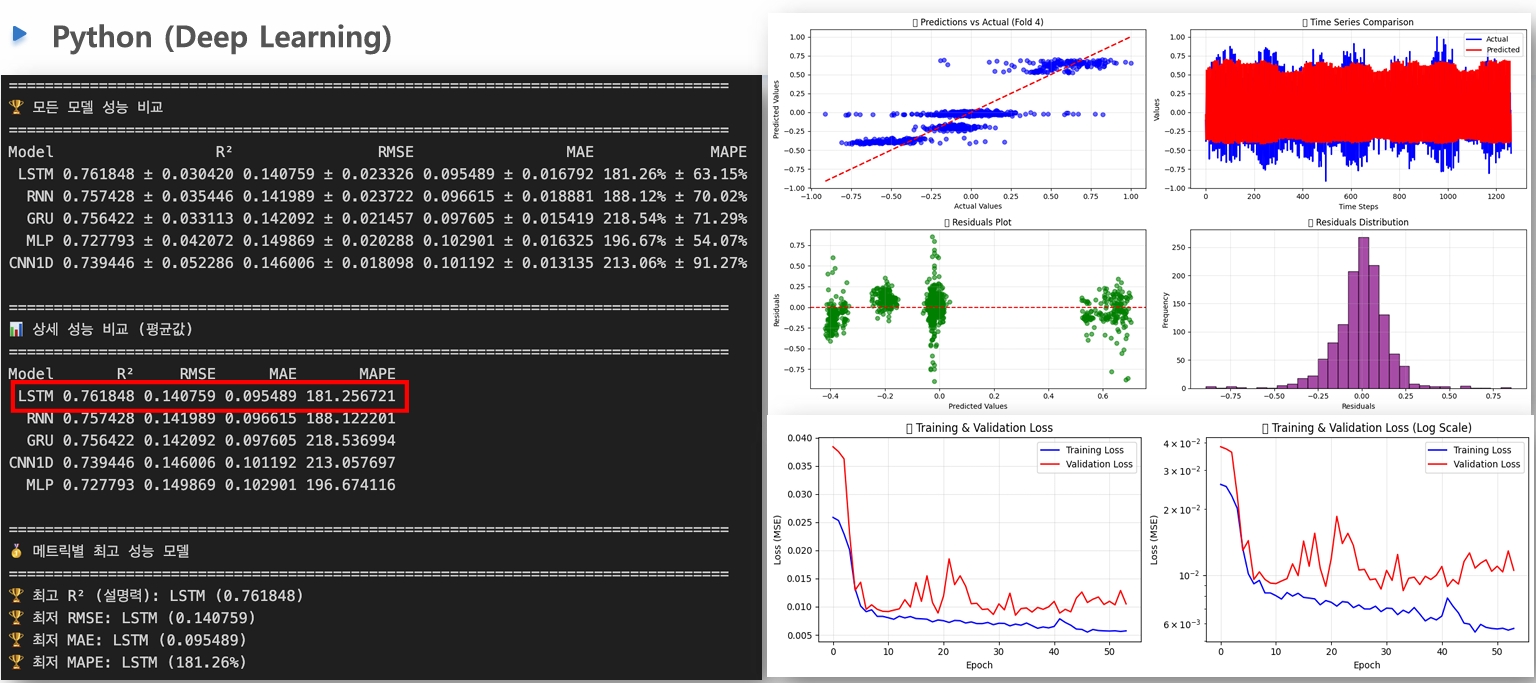 Python (Deep Learning)
================================================================================
🏆 모든 모델 성능 비교
================================================================================
Model R² RMSE MAE MAPE
LSTM 0.761848 ± 0.030420 0.140759 ± 0.023326 0.095489 ± 0.016792 181.26% ± 63.15%
RNN 0.757428 ± 0.035446 0.141989 ± 0.023722 0.096615 ± 0.018881 188.12% ± 70.02%
GRU 0.756422 ± 0.033113 0.142092 ± 0.021457 0.097605 ± 0.015419 218.54% ± 71.29%
MLP 0.727793 ± 0.042072 0.149869 ± 0.020288 0.102901 ± 0.016325 196.67% ± 54.07%
CNN1D 0.739446 ± 0.052286 0.146006 ± 0.018098 0.101192 ± 0.013135 213.06% ± 91.27%
================================================================================
📊 상세 성능 비교 (평균값)
================================================================================
Model R² RMSE MAE MAPE
LSTM 0.761848 0.140759 0.095489 181.256721
RNN 0.757428 0.141989 0.096615 188.122201
GRU 0.756422 0.142092 0.097605 218.536994
CNN1D 0.739446 0.146006 0.101192 213.057697
MLP 0.727793 0.149869 0.102901 196.674116
================================================================================
🥇 메트릭별 최고 성능 모델
================================================================================
🏆 최고 R² (설명력): LSTM (0.761848)
🏆 최저 RMSE: LSTM (0.140759)
🏆 최저 MAE: LSTM (0.095489)
🏆 최저 MAPE: LSTM (181.26%)
Predictions vs Actual (Fold 4)
Predicted Values
1.00
0.75
0.50
0.25
0.00
−0.25
−0.50
−0.75
−1.00
−1.00 −0.75 −0.50 −0.25 0.00 0.25 0.50 0.75 1.00
Actual Values
Time Series Comparison
Actual
Predicted
Values
1.00
0.75
0.50
0.25
0.00
−0.25
−0.50
−0.75
−1.00
0 200 400 600 800 1000 1200
Time Steps
Residuals Plot
Residuals
0.75
0.50
0.25
0.00
−0.25
−0.50
−0.75
−0.4 −0.2 0.0 0.2 0.4 0.6
Predicted Values
Residuals Distribution
Frequency
250
200
150
100
50
0
−0.75 −0.50 −0.25 0.00 0.25 0.50 0.75
Residuals
Training & Validation Loss
Training Loss
Validation Loss
Loss (MSE)
0.040
0.035
0.030
0.025
0.020
0.015
0.010
0.005
0 10 20 30 40 50
Epoch
Training & Validation Loss (Log Scale)
Training Loss
Validation Loss
Loss (MSE)
4 × 10⁻²
3 × 10⁻²
2 × 10⁻²
10⁻²
6 × 10⁻³
0 10 20 30 40 50
Epoch